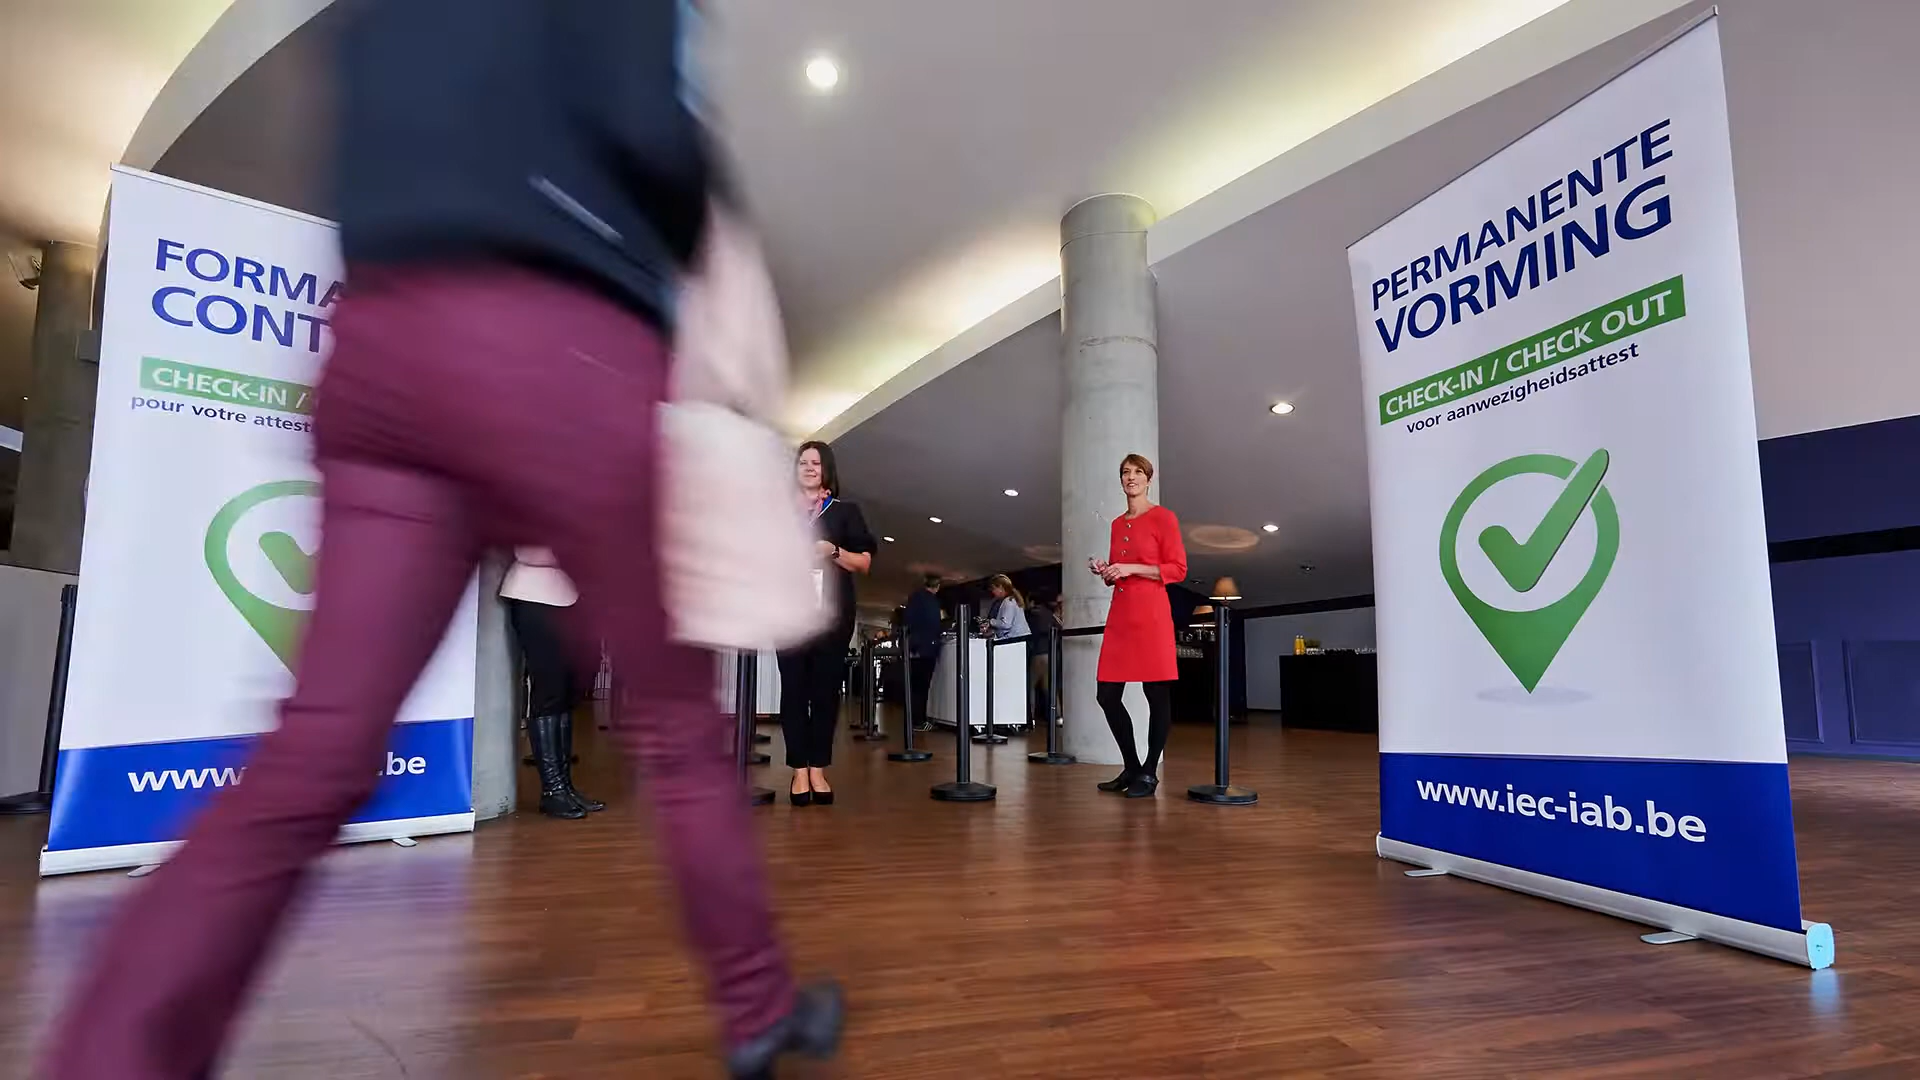 FORMA
CONT
CHECK-IN /
pour votre attest
www .be
PERMANENTE
VORMING
CHECK-IN / CHECK OUT
voor aanwezigheidsattest
www.iec-iab.be